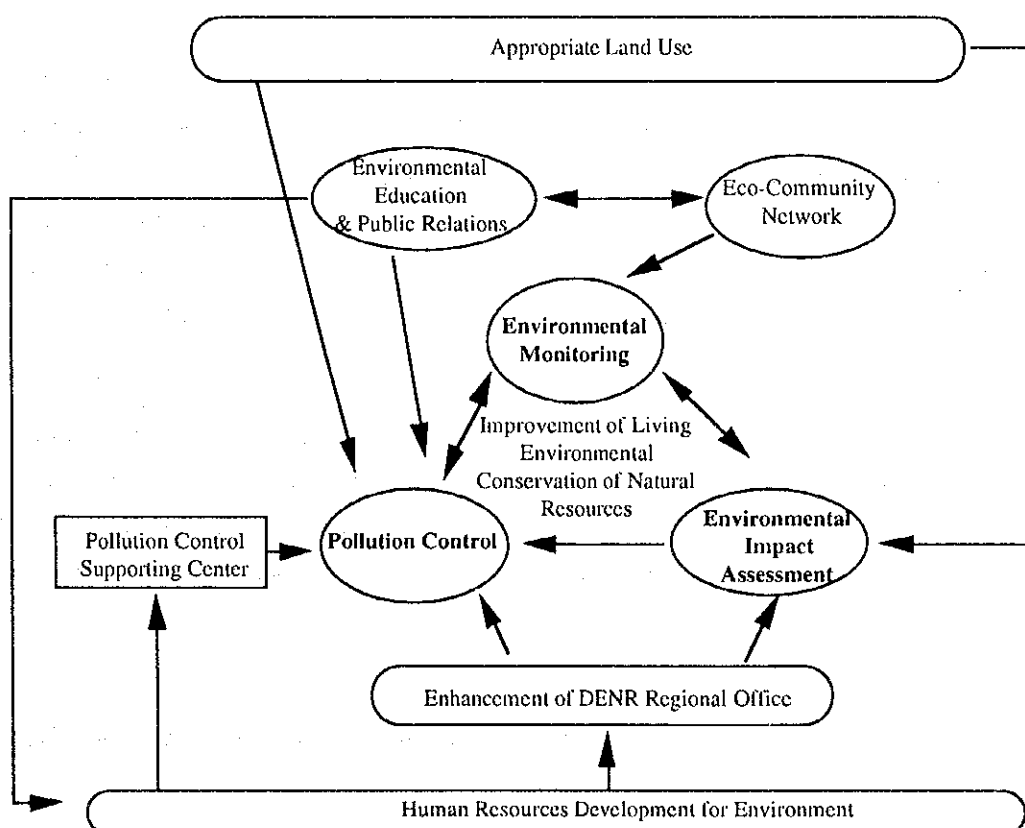 Appropriate Land Use
Environmental
Education
& Public Relations
Eco-Community
Network
Environmental
Monitoring
Improvement of Living
Environmental
Conservation of Natural
Resources
Pollution Control
Supporting Center
Pollution Control
Environmental
Impact
Assessment
Enhancement of DENR Regional Office
Human Resources Development for Environment